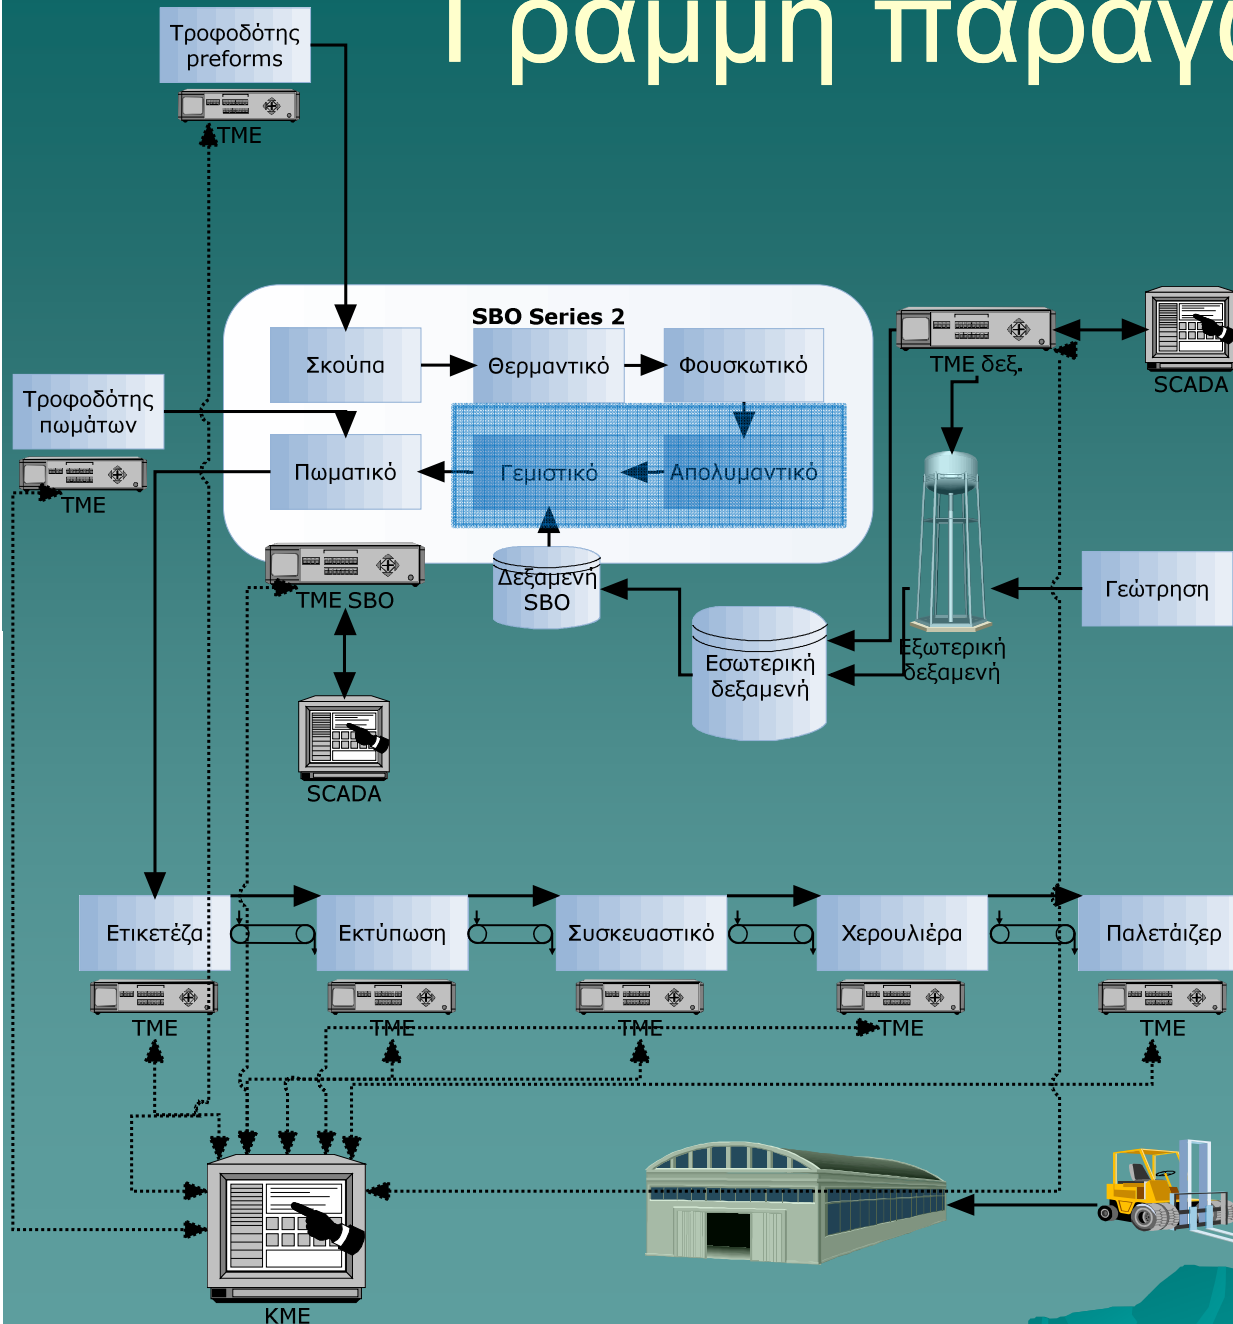 Γραμμή παραγω
Τροφοδότης
preforms
TME
SBO Series 2
Σκούπα
Θερμαντικό
Φουσκωτικό
TME δεξ.
SCADA
Τροφοδότης
πωμάτων
TME
Πωματικό
Γεμιστικό
Απολυμαντικό
TME SBO
Δεξαμενή
SBO
Γεώτρηση
Εξωτερική
δεξαμενή
Εσωτερική
δεξαμενή
SCADA
Ετικετέζα
Εκτύπωση
Συσκευαστικό
Χερουλιέρα
Παλετάιζερ
TME
TME
TME
TME
TME
KME